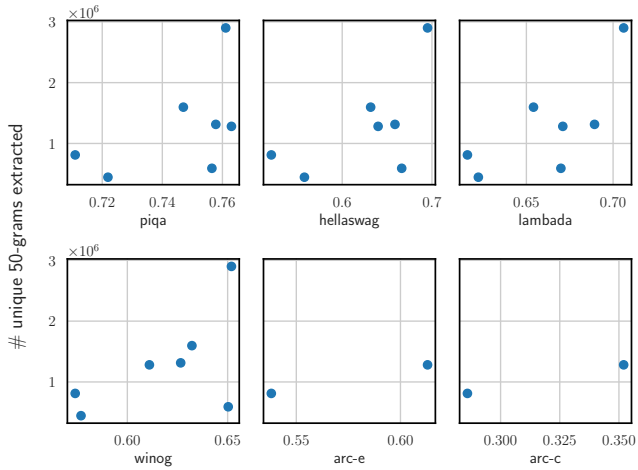 ×10⁶
3
2
1
0.72 0.74 0.76
0.6 0.7
0.65 0.70
piqa
hellaswag
lambada
# unique 50-grams extracted
×10⁶
3
2
1
0.60 0.65
0.55 0.60
0.300 0.325 0.350
winog
arc-e
arc-c